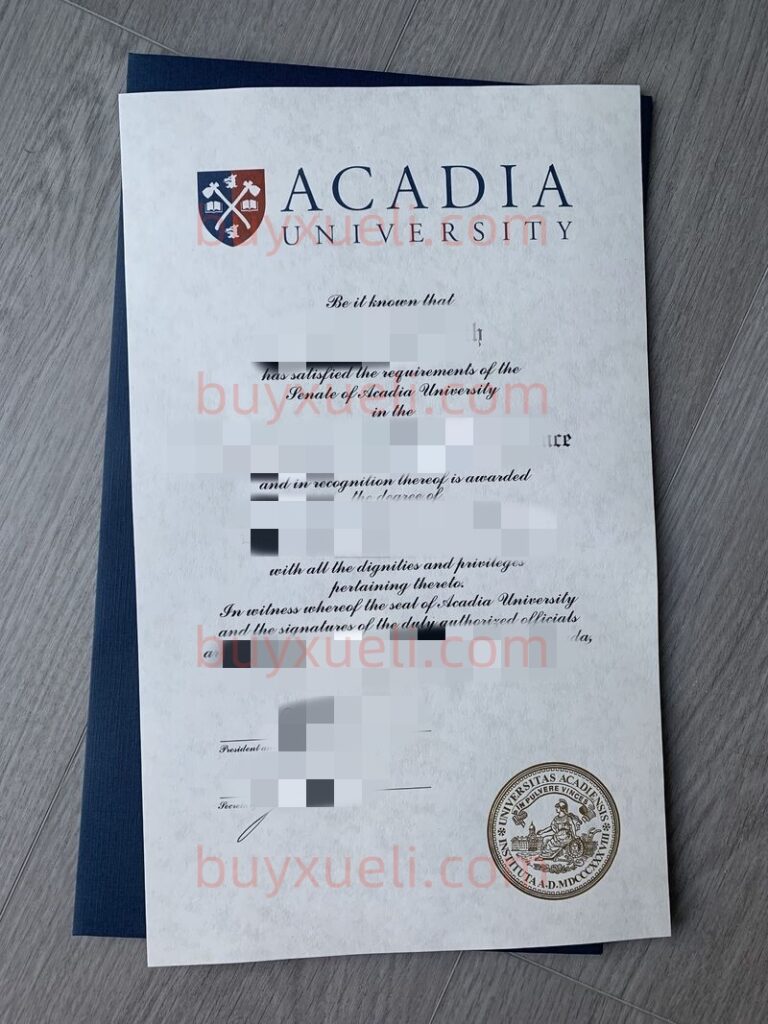 ACADIA
UNIVERSITY
buyxueli.com
Be it known that
h
has satisfied the requirements of the
Senate of Acadia University
buyxueli.com
in the
ice
and in recognition thereof is awarded
the degree of
with all the dignities and privileges
pertaining thereto.
In witness whereof the seal of Acadia University
and the signatures of the duly authorized officials
buyxueli.com
President
buyxueli.com
UNIVERSITAS ACADIENSIS
IN PULVERE VINCES
INSTITUTA A.D. MDCCCXXXVIII